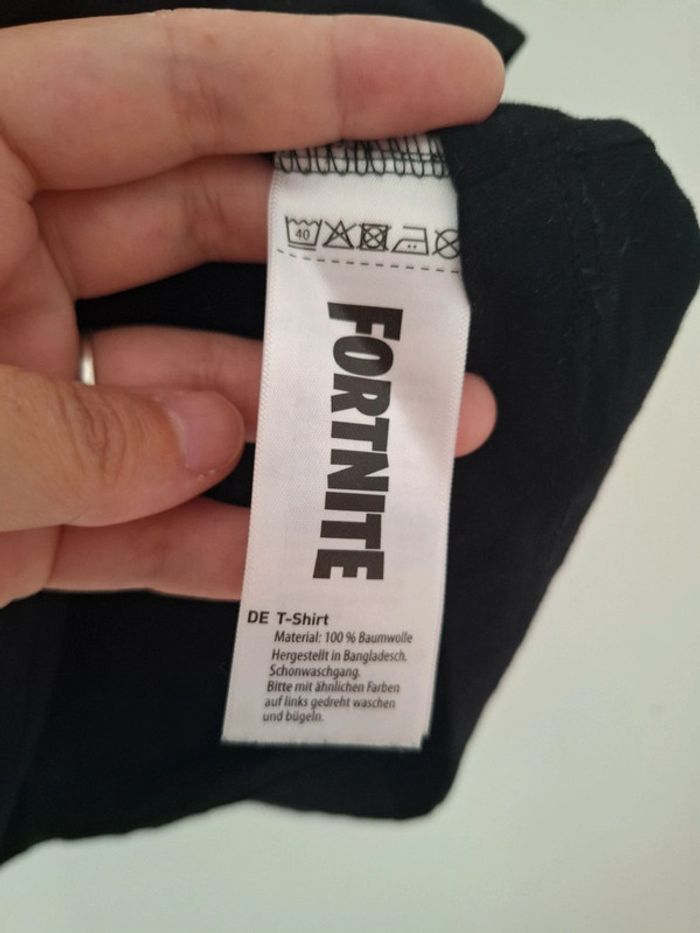 40
FORTNITE
DE T-Shirt
Material: 100 % Baumwolle
Hergestellt in Bangladesch.
Schonwaschgang.
Bitte mit ähnlichen Farben
auf links gedreht waschen
und bügeln.